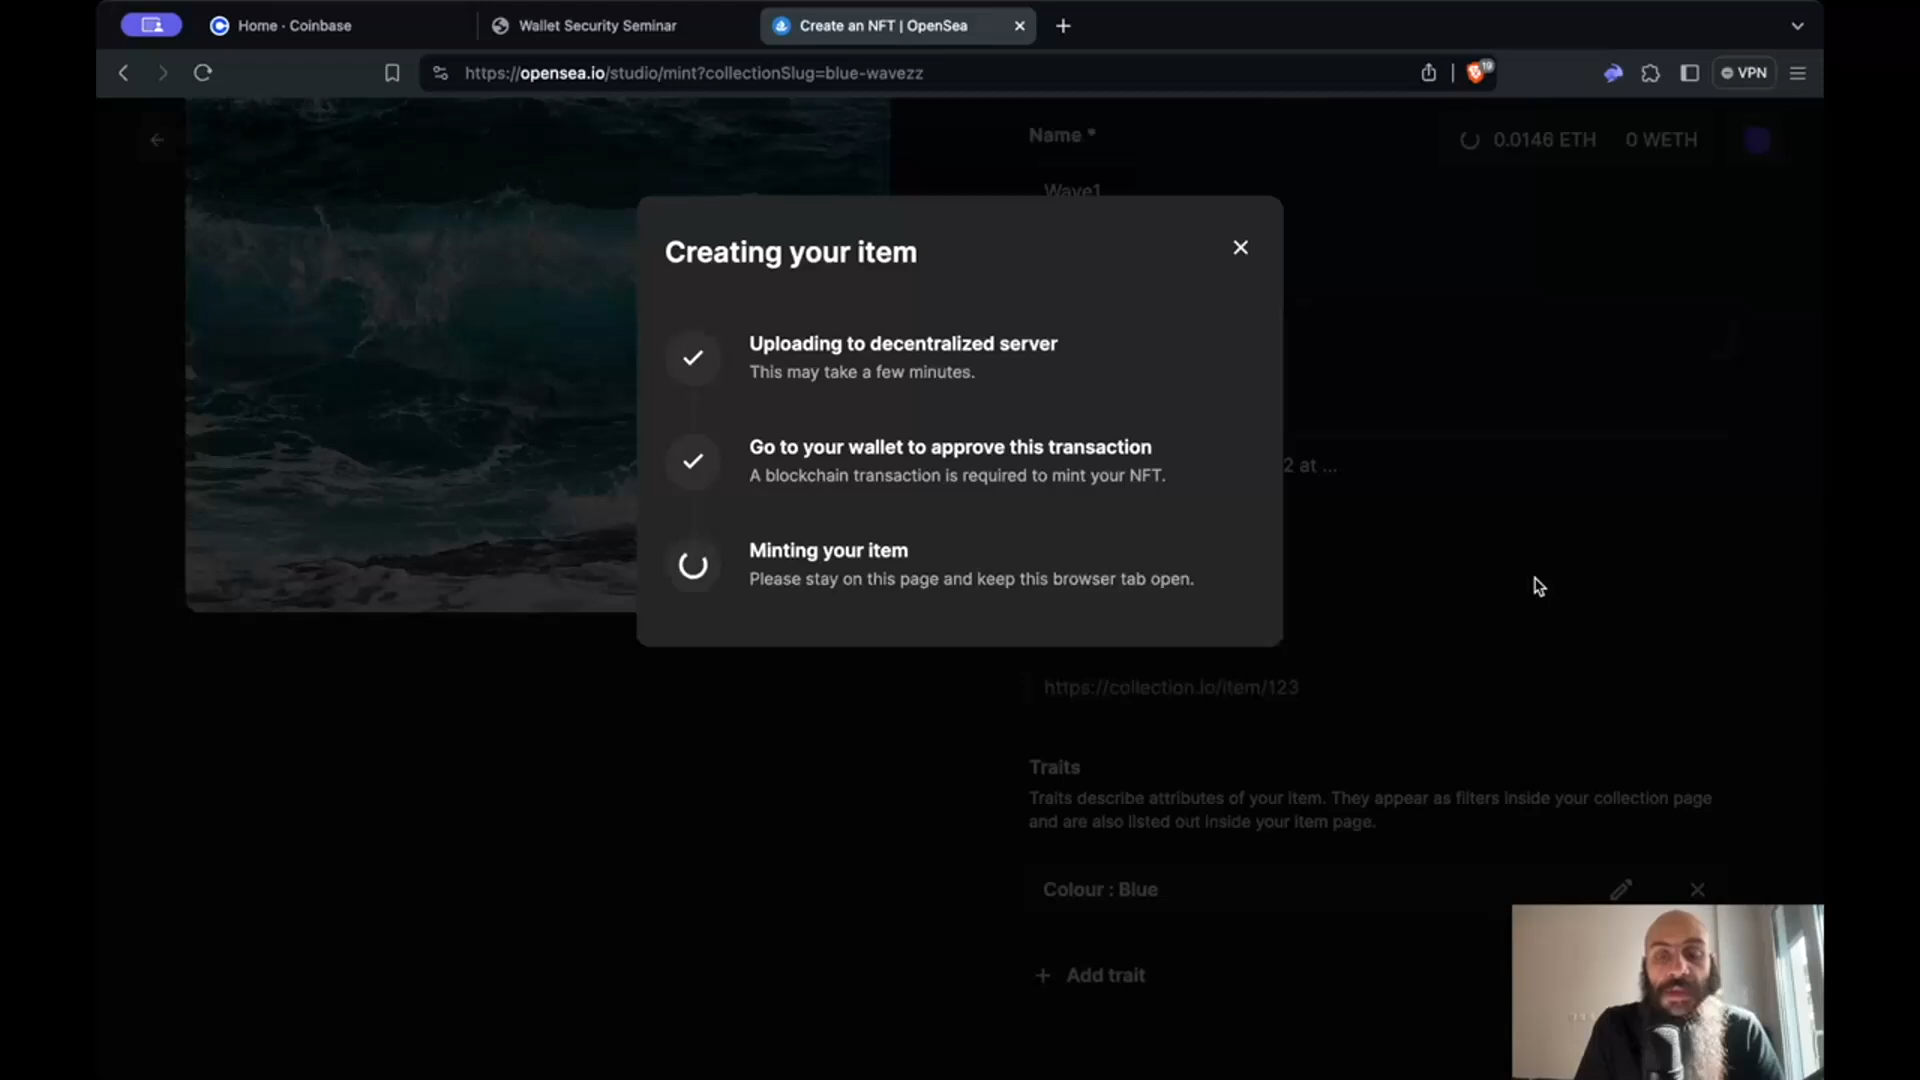 Home - Coinbase
Wallet Security Seminar
Create an NFT | OpenSea
https://opensea.io/studio/mint?collectionSlug=blue-wavezz
19
VPN
Name *
0.0146 ETH
0 WETH
Wave1
Creating your item
Uploading to decentralized server
This may take a few minutes.
Go to your wallet to approve this transaction
A blockchain transaction is required to mint your NFT.
2 at ...
Minting your item
Please stay on this page and keep this browser tab open.
https://collection.io/item/123
Traits
Traits describe attributes of your item. They appear as filters inside your collection page
and are also listed out inside your item page.
Colour : Blue
+ Add trait